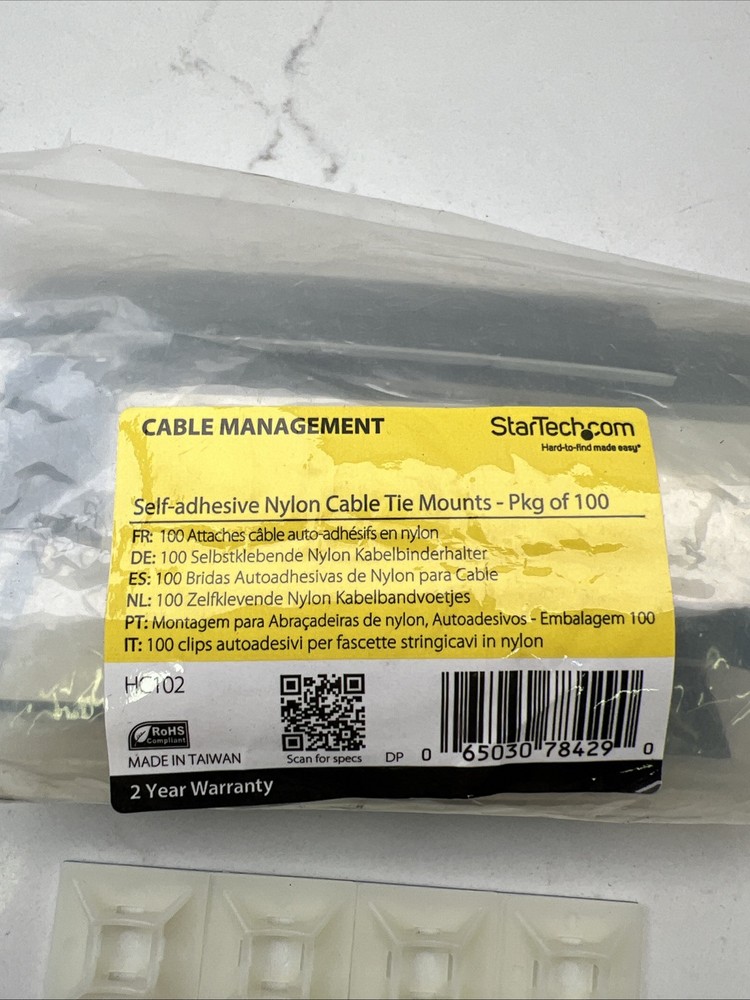 CABLE MANAGEMENT
StarTech.com
Hard-to-find made easy®
Self-adhesive Nylon Cable Tie Mounts - Pkg of 100
FR: 100 Attaches câble auto-adhésifs en nylon
DE: 100 Selbstklebende Nylon Kabelbinderhalter
ES: 100 Bridas Autoadhesivas de Nylon para Cable
NL: 100 Zelfklevende Nylon Kabelbandvoetjes
PT: Montagem para Abraçadeiras de nylon, Autoadesivos - Embalagem 100
IT: 100 clips autoadesivi per fascette stringicavi in nylon
HC102
RoHS
Compliant
MADE IN TAIWAN
Scan for specs
DP
0 65030 78429 0
2 Year Warranty